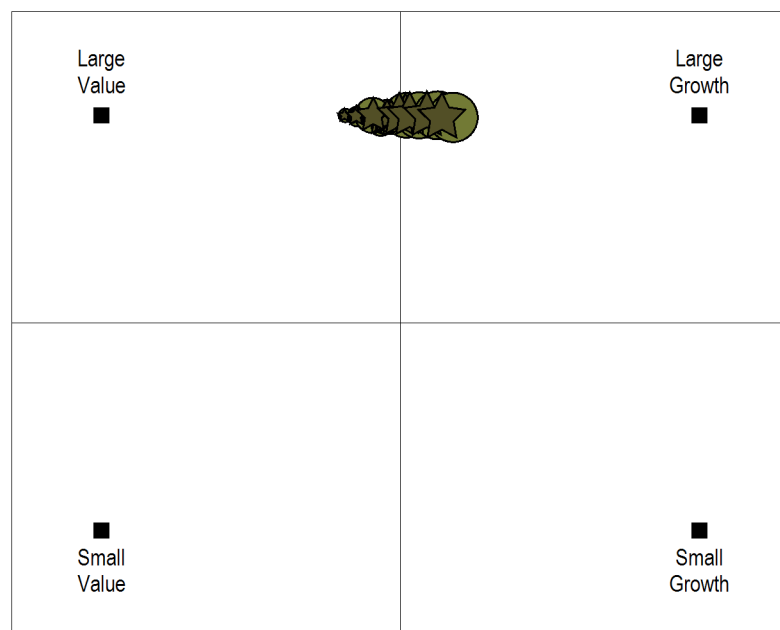 Large
Value
Large
Growth
Small
Value
Small
Growth